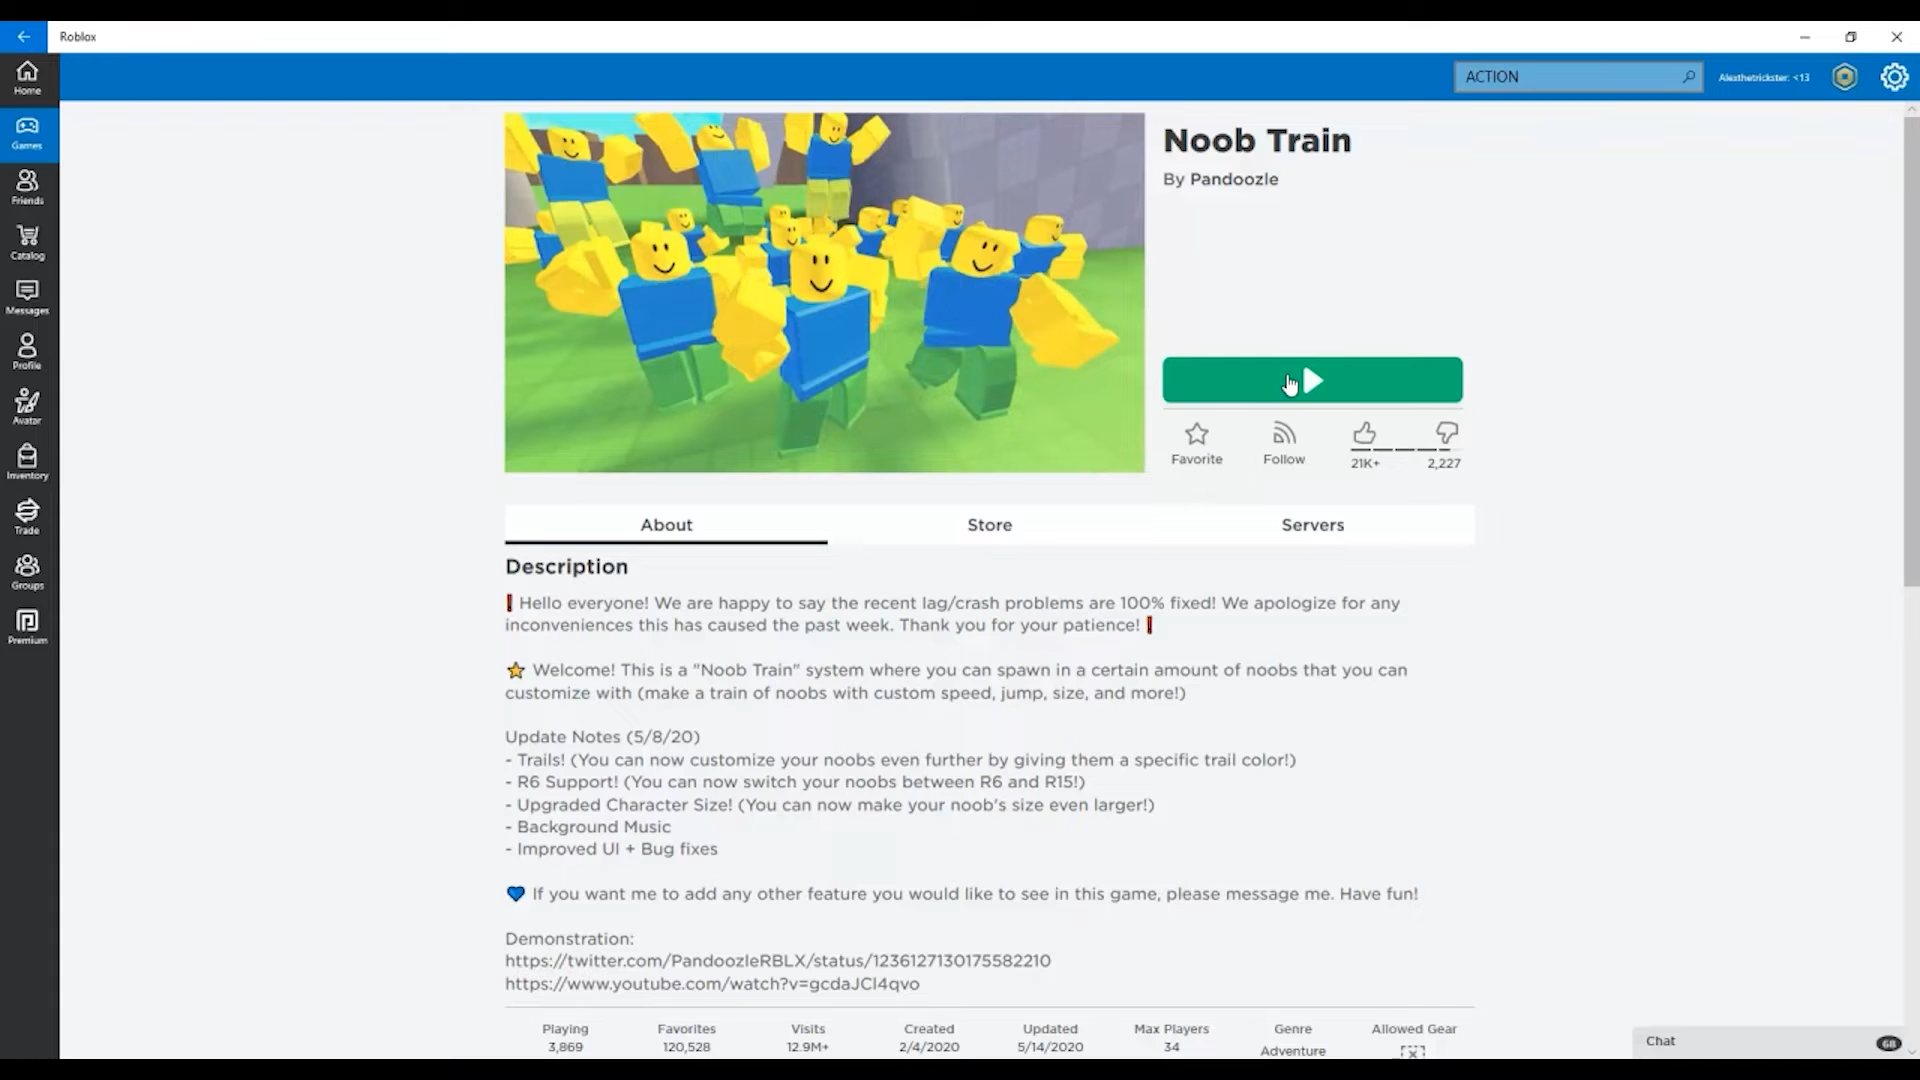 Roblox
ACTION
Alexthetrickster: <13
Home
Games
Friends
Catalog
Messages
Profile
Avatar
Inventory
Trade
Groups
Premium
Noob Train
By Pandoozle
Favorite
Follow
21K+
2,227
About
Store
Servers
Description
❗Hello everyone! We are happy to say the recent lag/crash problems are 100% fixed! We apologize for any
inconveniences this has caused the past week. Thank you for your patience!❗
⭐ Welcome! This is a "Noob Train" system where you can spawn in a certain amount of noobs that you can
customize with (make a train of noobs with custom speed, jump, size, and more!)
Update Notes (5/8/20)
- Trails! (You can now customize your noobs even further by giving them a specific trail color!)
- R6 Support! (You can now switch your noobs between R6 and R15!)
- Upgraded Character Size! (You can now make your noob's size even larger!)
- Background Music
- Improved UI + Bug fixes
💙 If you want me to add any other feature you would like to see in this game, please message me. Have fun!
Demonstration:
https://twitter.com/PandoozleRBLX/status/1236127130175582210
https://www.youtube.com/watch?v=gcdaJCl4qvo
Playing Favorites Visits Created Updated Max Players Genre Allowed Gear
3,869 120,528 12.9M+ 2/4/2020 5/14/2020 34 Adventure
Chat
68